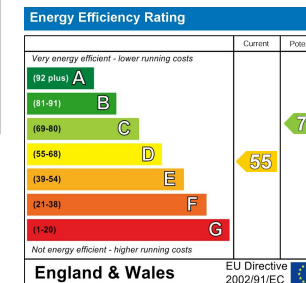 Energy Efficiency Rating
Current
Very energy efficient - lower running costs
(92 plus) A
(81-91) B
(69-80) C
(55-68) D
55
(39-54) E
(21-38) F
(1-20) G
Not energy efficient - higher running costs
England & Wales
EU Directive
2002/91/EC